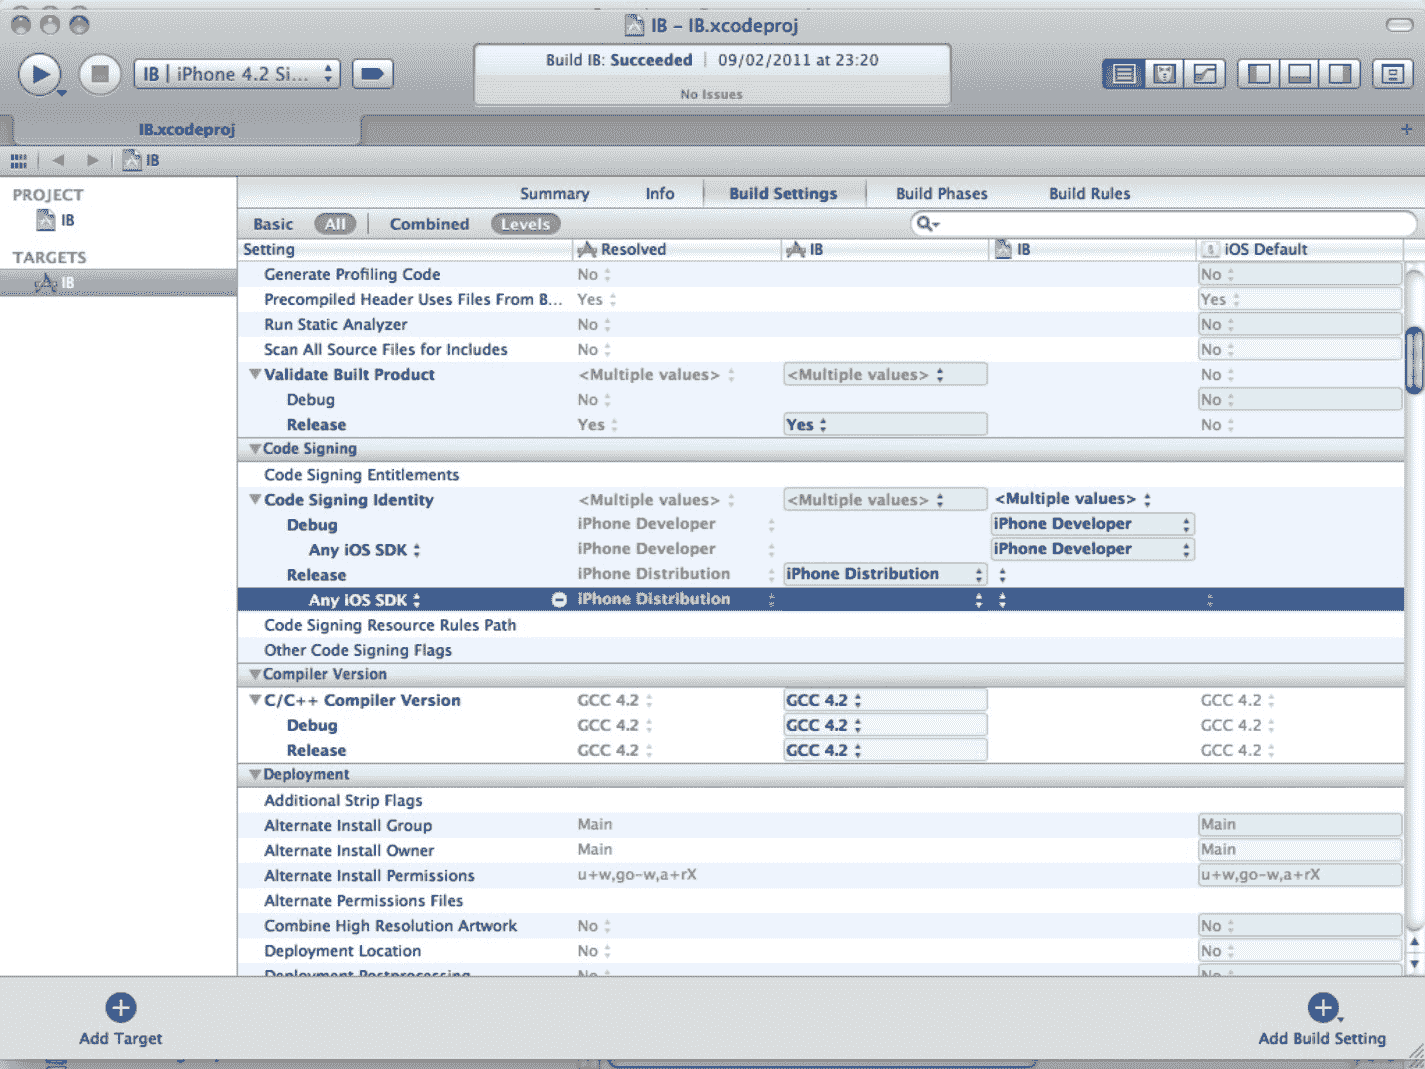 IB – IB.xcodeproj
IB | iPhone 4.2 Si...
Build IB: Succeeded | 09/02/2011 at 23:20
No Issues
IB.xcodeproj
IB
PROJECT
IB
TARGETS
IB
Summary Info Build Settings Build Phases Build Rules
Basic All Combined Levels
Setting Resolved IB IB iOS Default
Generate Profiling Code No No
Precompiled Header Uses Files From B... Yes Yes
Run Static Analyzer No No
Scan All Source Files for Includes No No
Validate Built Product <Multiple values> <Multiple values> No
Debug No No
Release Yes Yes No
Code Signing
Code Signing Entitlements
Code Signing Identity <Multiple values> <Multiple values> <Multiple values>
Debug iPhone Developer iPhone Developer
Any iOS SDK iPhone Developer iPhone Developer
Release iPhone Distribution iPhone Distribution
Any iOS SDK iPhone Distribution
Code Signing Resource Rules Path
Other Code Signing Flags
Compiler Version
C/C++ Compiler Version GCC 4.2 GCC 4.2 GCC 4.2
Debug GCC 4.2 GCC 4.2 GCC 4.2
Release GCC 4.2 GCC 4.2 GCC 4.2
Deployment
Additional Strip Flags
Alternate Install Group Main Main
Alternate Install Owner Main Main
Alternate Install Permissions u+w,go-w,a+rX u+w,go-w,a+rX
Alternate Permissions Files
Combine High Resolution Artwork No No
Deployment Location No No
Deployment Postprocessing No No
Add Target
Add Build Setting